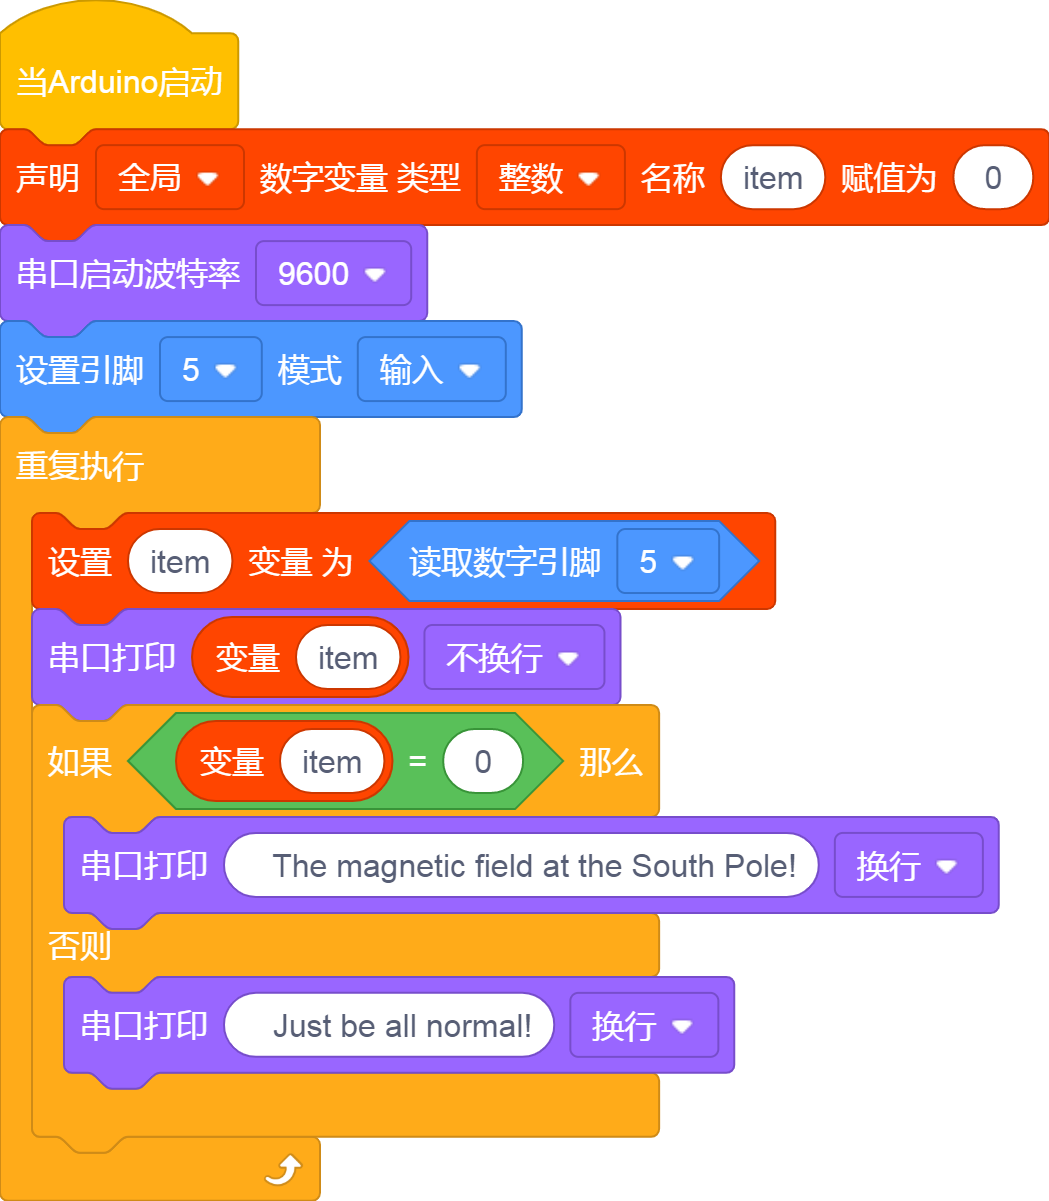 当Arduino启动
声明 全局 数字变量 类型 整数 名称 item 赋值为 0
串口启动波特率 9600
设置引脚 5 模式 输入
重复执行
设置 item 变量 为 读取数字引脚 5
串口打印 变量 item 不换行
如果 变量 item = 0 那么
串口打印 The magnetic field at the South Pole! 换行
否则
串口打印 Just be all normal! 换行